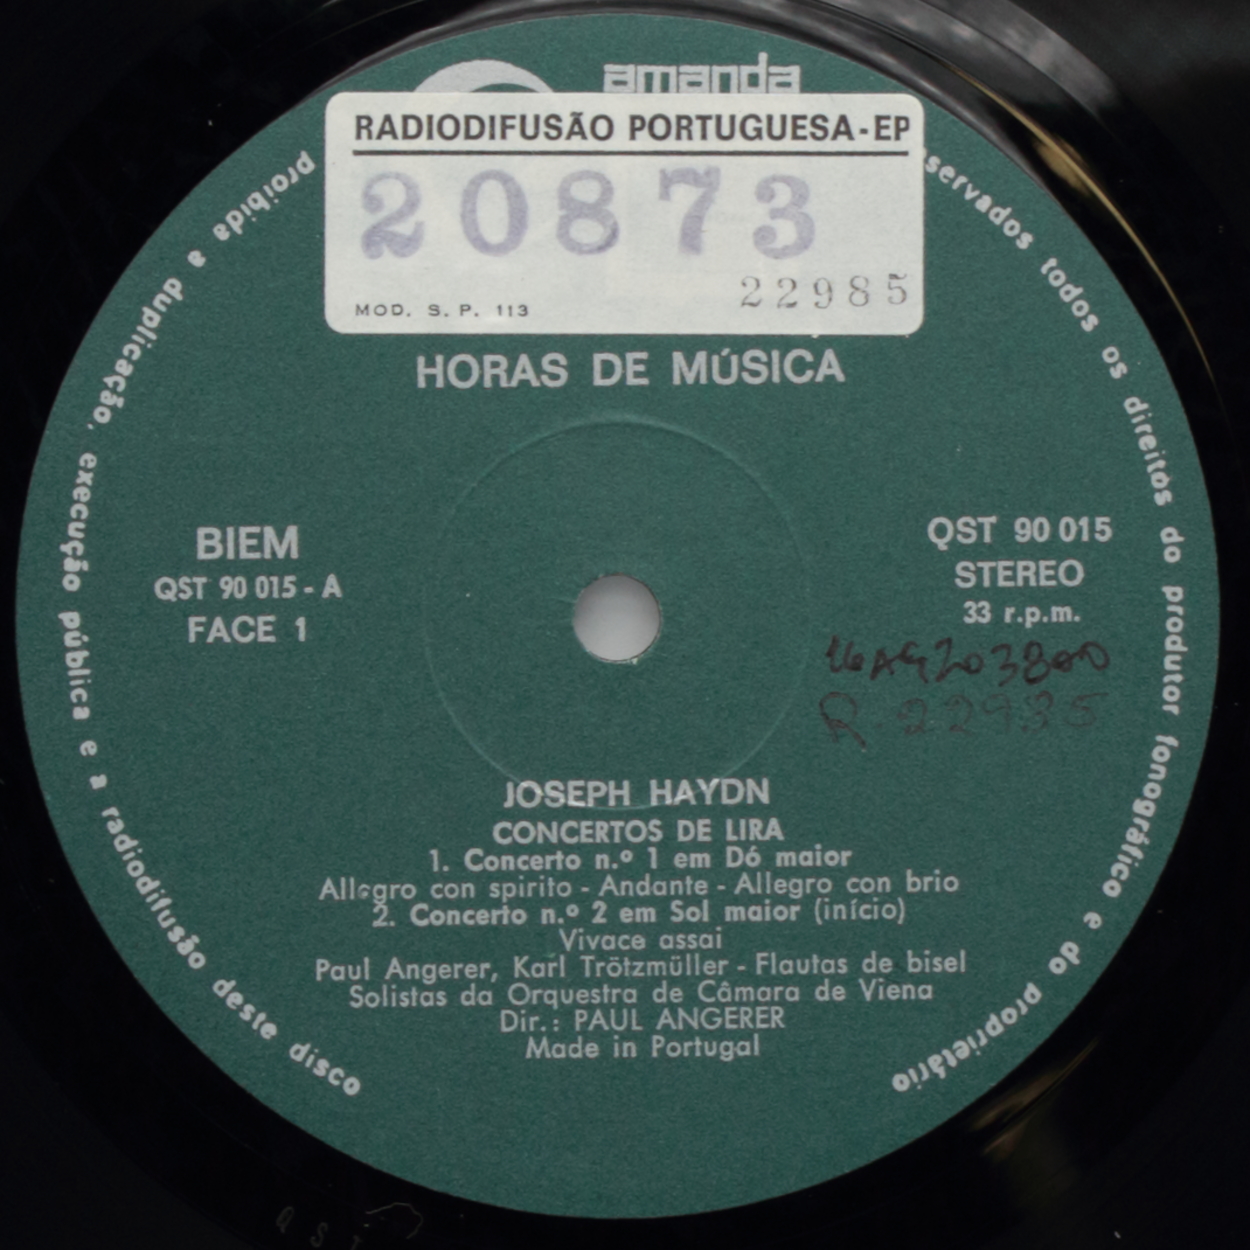 amanda
RADIODIFUSÃO PORTUGUESA-EP
20873
22985
MOD. S. P. 113
HORAS DE MÚSICA
BIEM
QST 90 015 - A
FACE 1
QST 90 015
STEREO
33 r.p.m.
R 22985
JOSEPH HAYDN
CONCERTOS DE LIRA
1. Concerto n.º 1 em Dó maior
Allegro con spirito - Andante - Allegro con brio
2. Concerto n.º 2 em Sol maior (início)
Vivace assai
Paul Angerer, Karl Trötzmüller - Flautas de bisel
Solistas da Orquestra de Câmara de Viena
Dir.: PAUL ANGERER
Made in Portugal
servados todos os direitos do produtor fonográfico e do proprietário
proibida a duplicação, execução pública e a radiodifusão deste disco
QST